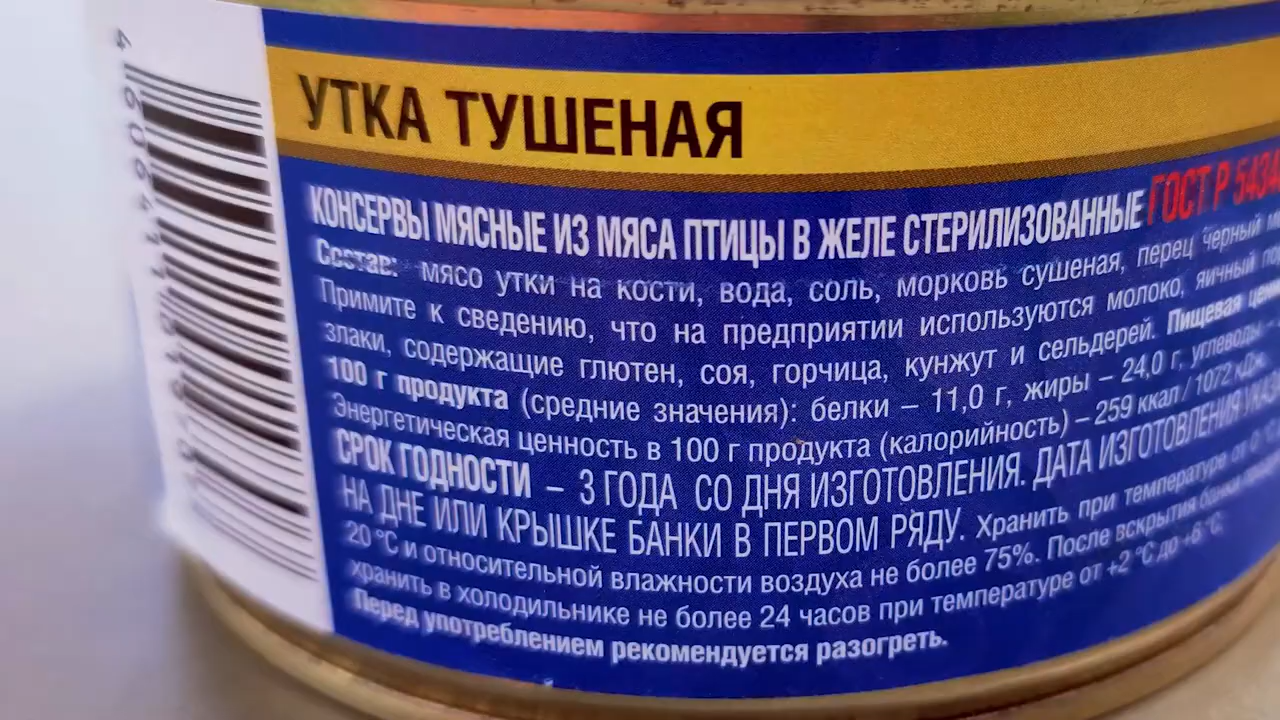 УТКА ТУШЕНАЯ
КОНСЕРВЫ МЯСНЫЕ ИЗ МЯСА ПТИЦЫ В ЖЕЛЕ СТЕРИЛИЗОВАННЫЕ ГОСТ Р
Состав: мясо утки на кости, вода, соль, морковь сушеная, перец черный
Примите к сведению, что на предприятии используются молоко, яичный
злаки, содержащие глютен, соя, горчица, кунжут и сельдерей. Пищевая
100 г продукта (средние значения): белки – 11,0 г, жиры – 24,0 г, углеводы –
Энергетическая ценность в 100 г продукта (калорийность) – 259 ккал / 1072 кДж.
СРОК ГОДНОСТИ – 3 ГОДА СО ДНЯ ИЗГОТОВЛЕНИЯ. ДАТА ИЗГОТОВЛЕНИЯ
НА ДНЕ ИЛИ КРЫШКЕ БАНКИ В ПЕРВОМ РЯДУ. Хранить при температуре от
20 °С и относительной влажности воздуха не более 75%. После вскрытия банки
хранить в холодильнике не более 24 часов при температуре от +2 °С до +6 °С.
Перед употреблением рекомендуется разогреть.